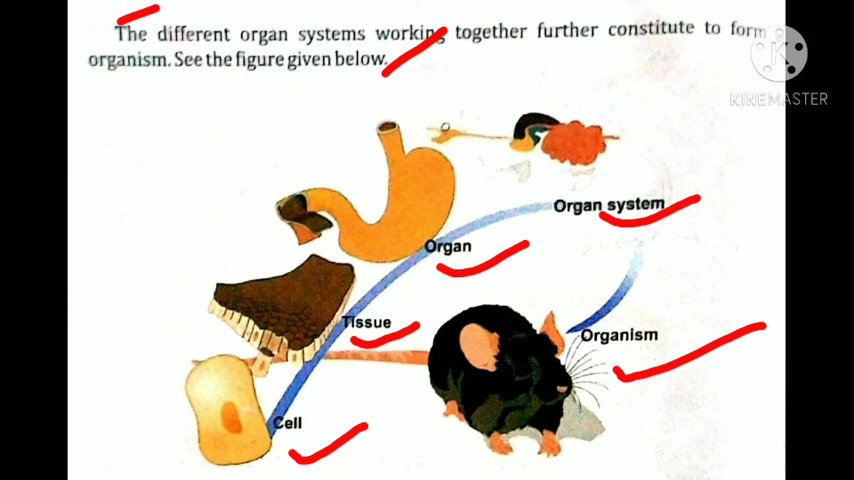 The different organ systems working together further constitute to form
organism. See the figure given below.
K
KINEMASTER
Organ system
Organ
Tissue
Organism
Cell